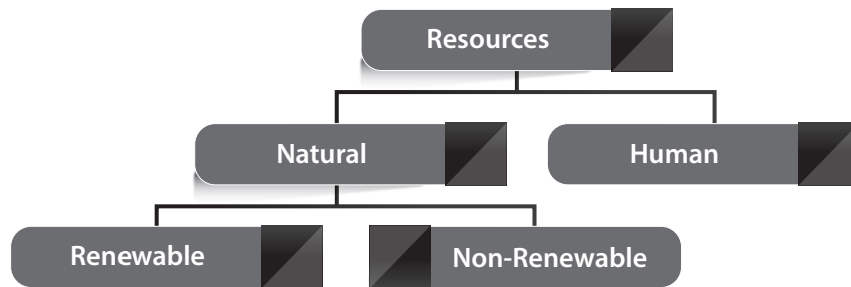 Resources
Natural
Human
Renewable
Non-Renewable